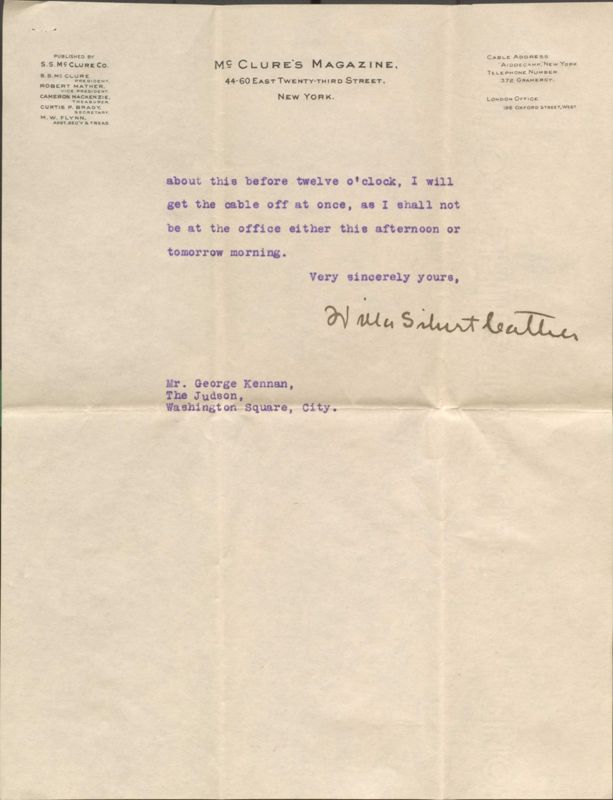 PUBLISHED BY
S. S. McCLURE CO.
S. S. McCLURE
PRESIDENT.
ROBERT MATHER,
VICE PRESIDENT.
CAMERON MACKENZIE,
TREASURER
CURTIS P. BRADY,
SECRETARY.
M. W. FLYNN,
ASST. SEC'Y & TREAS
McCLURE'S MAGAZINE.
44-60 EAST TWENTY-THIRD STREET.
NEW YORK.
CABLE ADDRESS
"AIDDECAMP," NEW YORK
TELEPHONE NUMBER
372 GRAMERCY.
LONDON OFFICE
OXFORD STREET, WEST
about this before twelve o'clock, I will
get the cable off at once, as I shall not
be at the office either this afternoon or
tomorrow morning.
Very sincerely yours,
Willa Sibert Cather
Mr. George Kennan,
The Judson,
Washington Square, City.